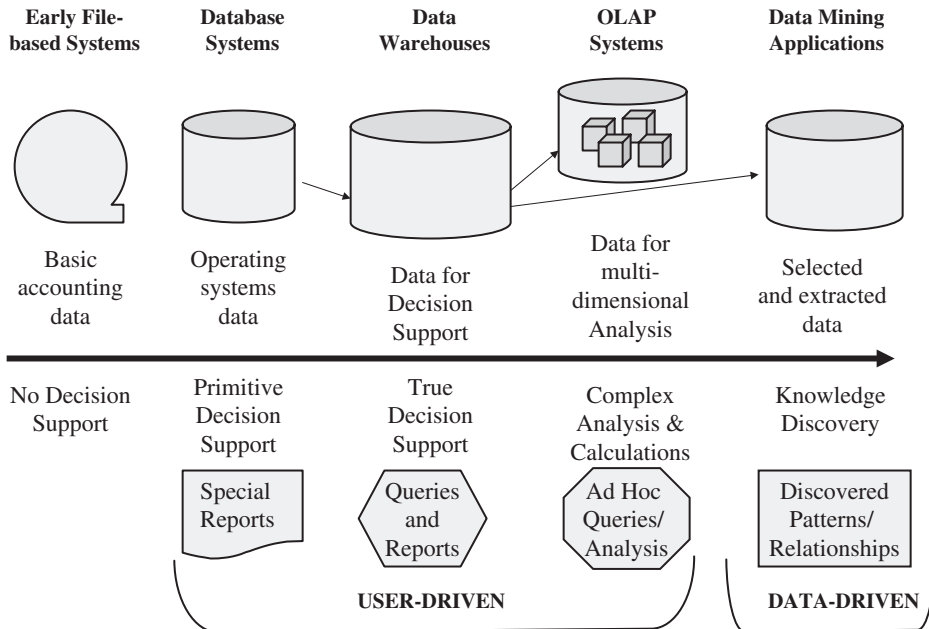 Early File-
based Systems
Database
Systems
Data
Warehouses
OLAP
Systems
Data Mining
Applications
Basic
accounting
data
Operating
systems
data
Data for
Decision
Support
Data for
multi-
dimensional
Analysis
Selected
and extracted
data
No Decision
Support
Primitive
Decision
Support
True
Decision
Support
Complex
Analysis &
Calculations
Knowledge
Discovery
Special
Reports
Queries
and
Reports
Ad Hoc
Queries/
Analysis
Discovered
Patterns/
Relationships
USER-DRIVEN
DATA-DRIVEN